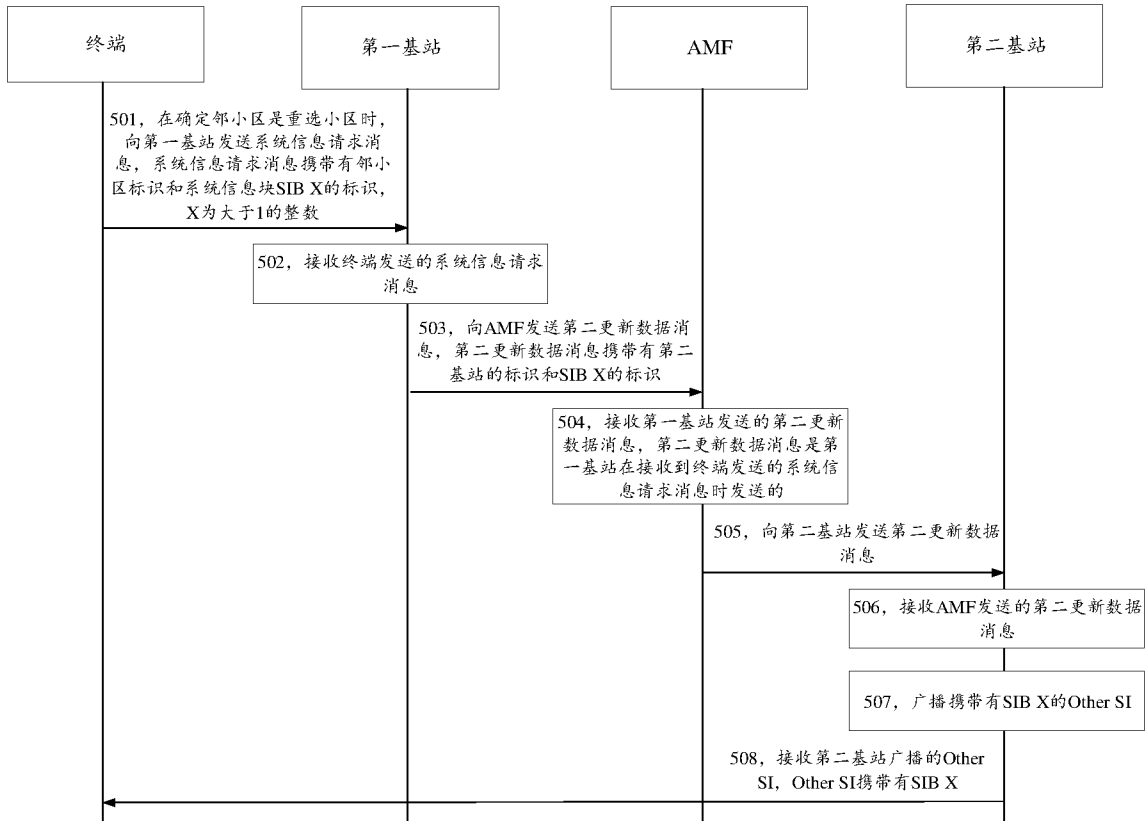 终端
第一基站
AMF
第二基站
501，在确定邻小区是重选小区时，
向第一基站发送系统信息请求消
息，系统信息请求消息携带有邻小
区标识和系统信息块SIB X的标识，
X为大于1的整数
502，接收终端发送的系统信息请求
消息
503，向AMF发送第二更新数据消
息，第二更新数据消息携带有第二
基站的标识和SIB X的标识
504，接收第一基站发送的第二更新
数据消息，第二更新数据消息是第
一基站在接收到终端发送的系统信
息请求消息时发送的
505，向第二基站发送第二更新数据
消息
506，接收AMF发送的第二更新数据
消息
507，广播携带有SIB X的Other SI
508，接收第二基站广播的Other
SI，Other SI携带有SIB X